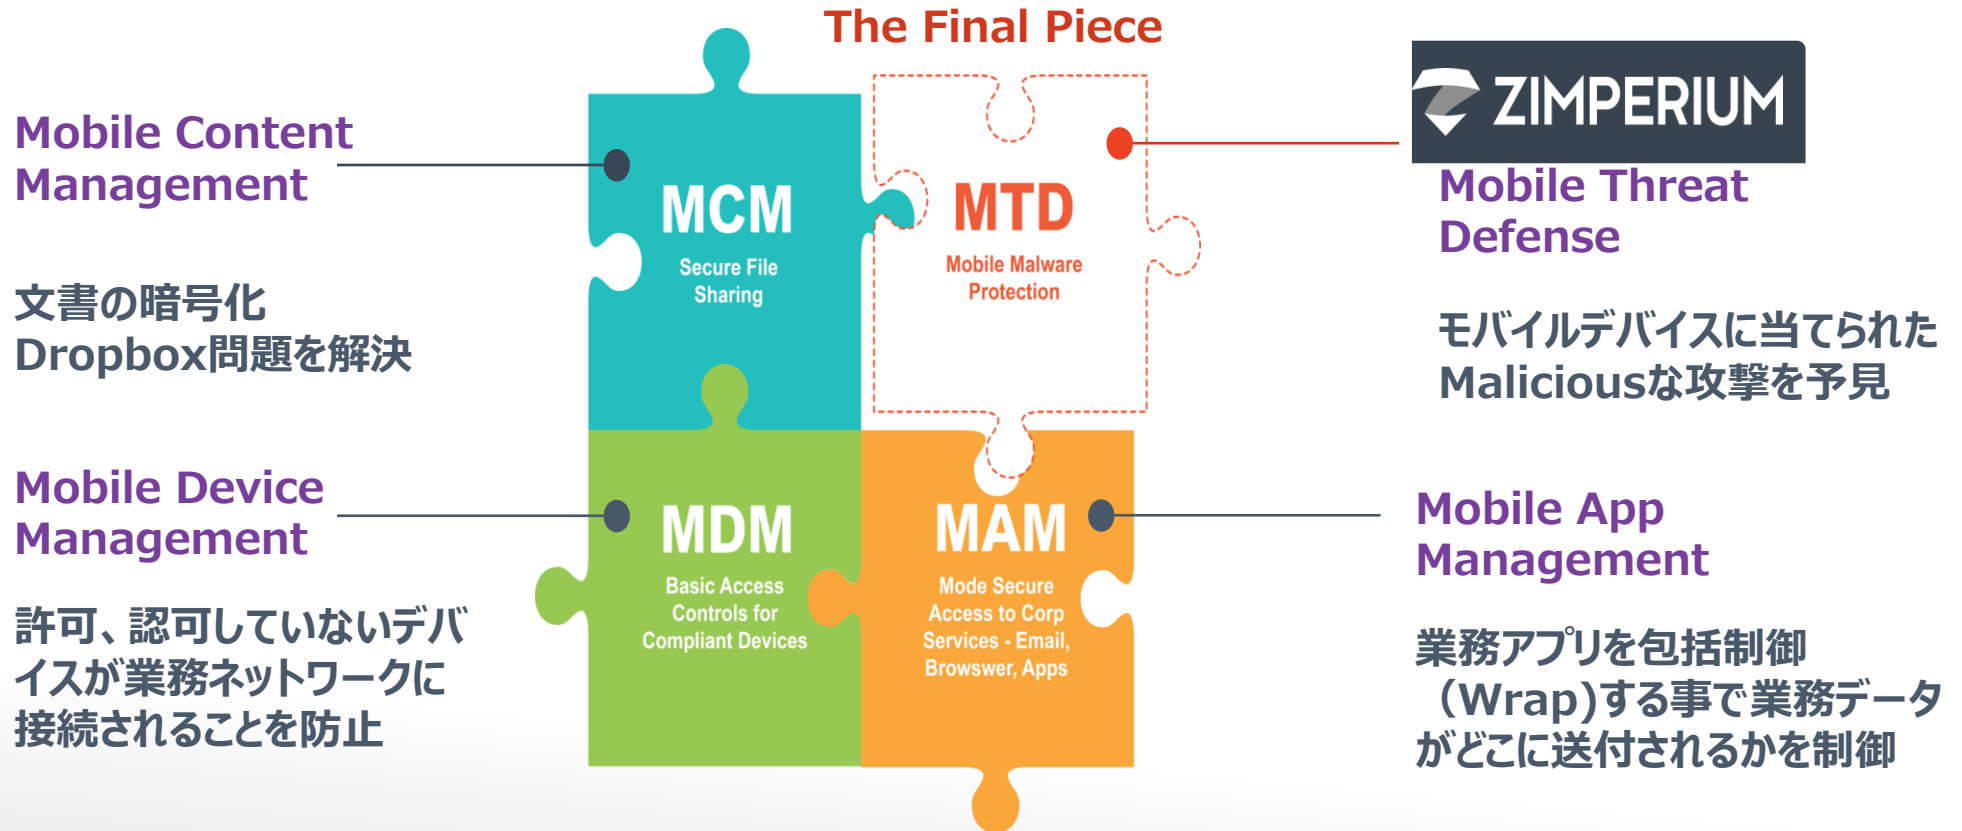 The Final Piece
Mobile Content
Management
文書の暗号化
Dropbox問題を解決
MCM
Secure File
Sharing
MTD
Mobile Malware
Protection
ZIMPERIUM
Mobile Threat
Defense
モバイルデバイスに当てられた
Maliciousな攻撃を予見
Mobile Device
Management
許可、認可していないデバ
イスが業務ネットワークに
接続されることを防止
MDM
Basic Access
Controls for
Compliant Devices
MAM
Mode Secure
Access to Corp
Services - Email,
Browswer, Apps
Mobile App
Management
業務アプリを包括制御
（Wrap)する事で業務データ
がどこに送付されるかを制御